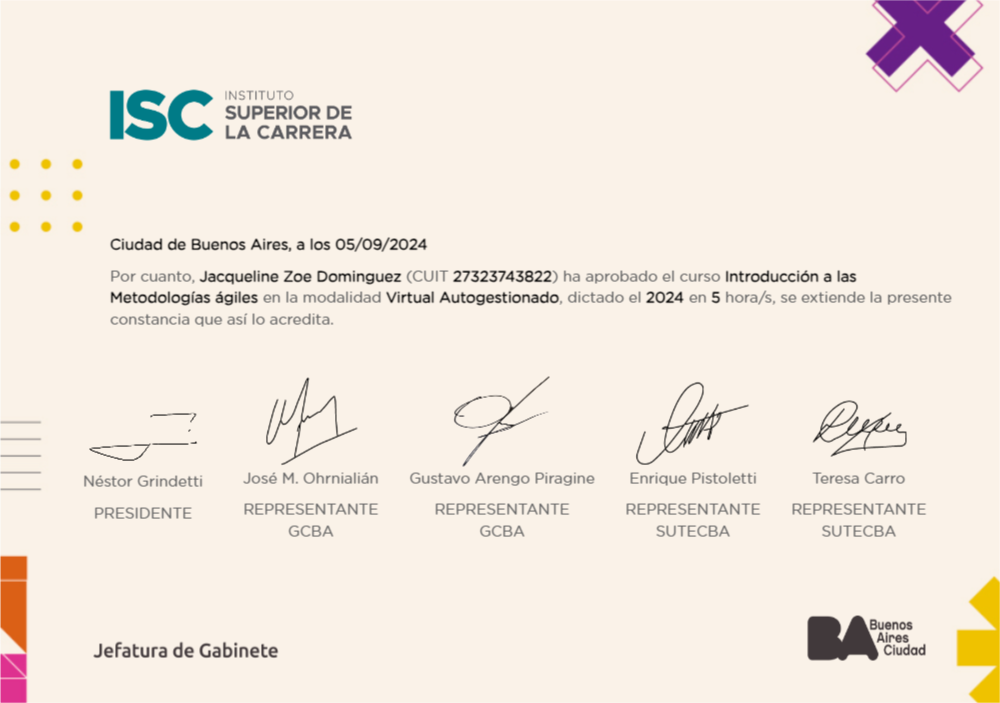 ISC
INSTITUTO
SUPERIOR DE
LA CARRERA
Ciudad de Buenos Aires, a los 05/09/2024
Por cuanto, Jacqueline Zoe Dominguez (CUIT 27323743822) ha aprobado el curso Introducción a las
Metodologías ágiles en la modalidad Virtual Autogestionado, dictado el 2024 en 5 hora/s, se extiende la presente
constancia que así lo acredita.
Néstor Grindetti
PRESIDENTE
José M. Ohrnialián
REPRESENTANTE
GCBA
Gustavo Arengo Piragine
REPRESENTANTE
GCBA
Enrique Pistoletti
REPRESENTANTE
SUTECBA
Teresa Carro
REPRESENTANTE
SUTECBA
Jefatura de Gabinete
BA
Buenos
Aires
Ciudad